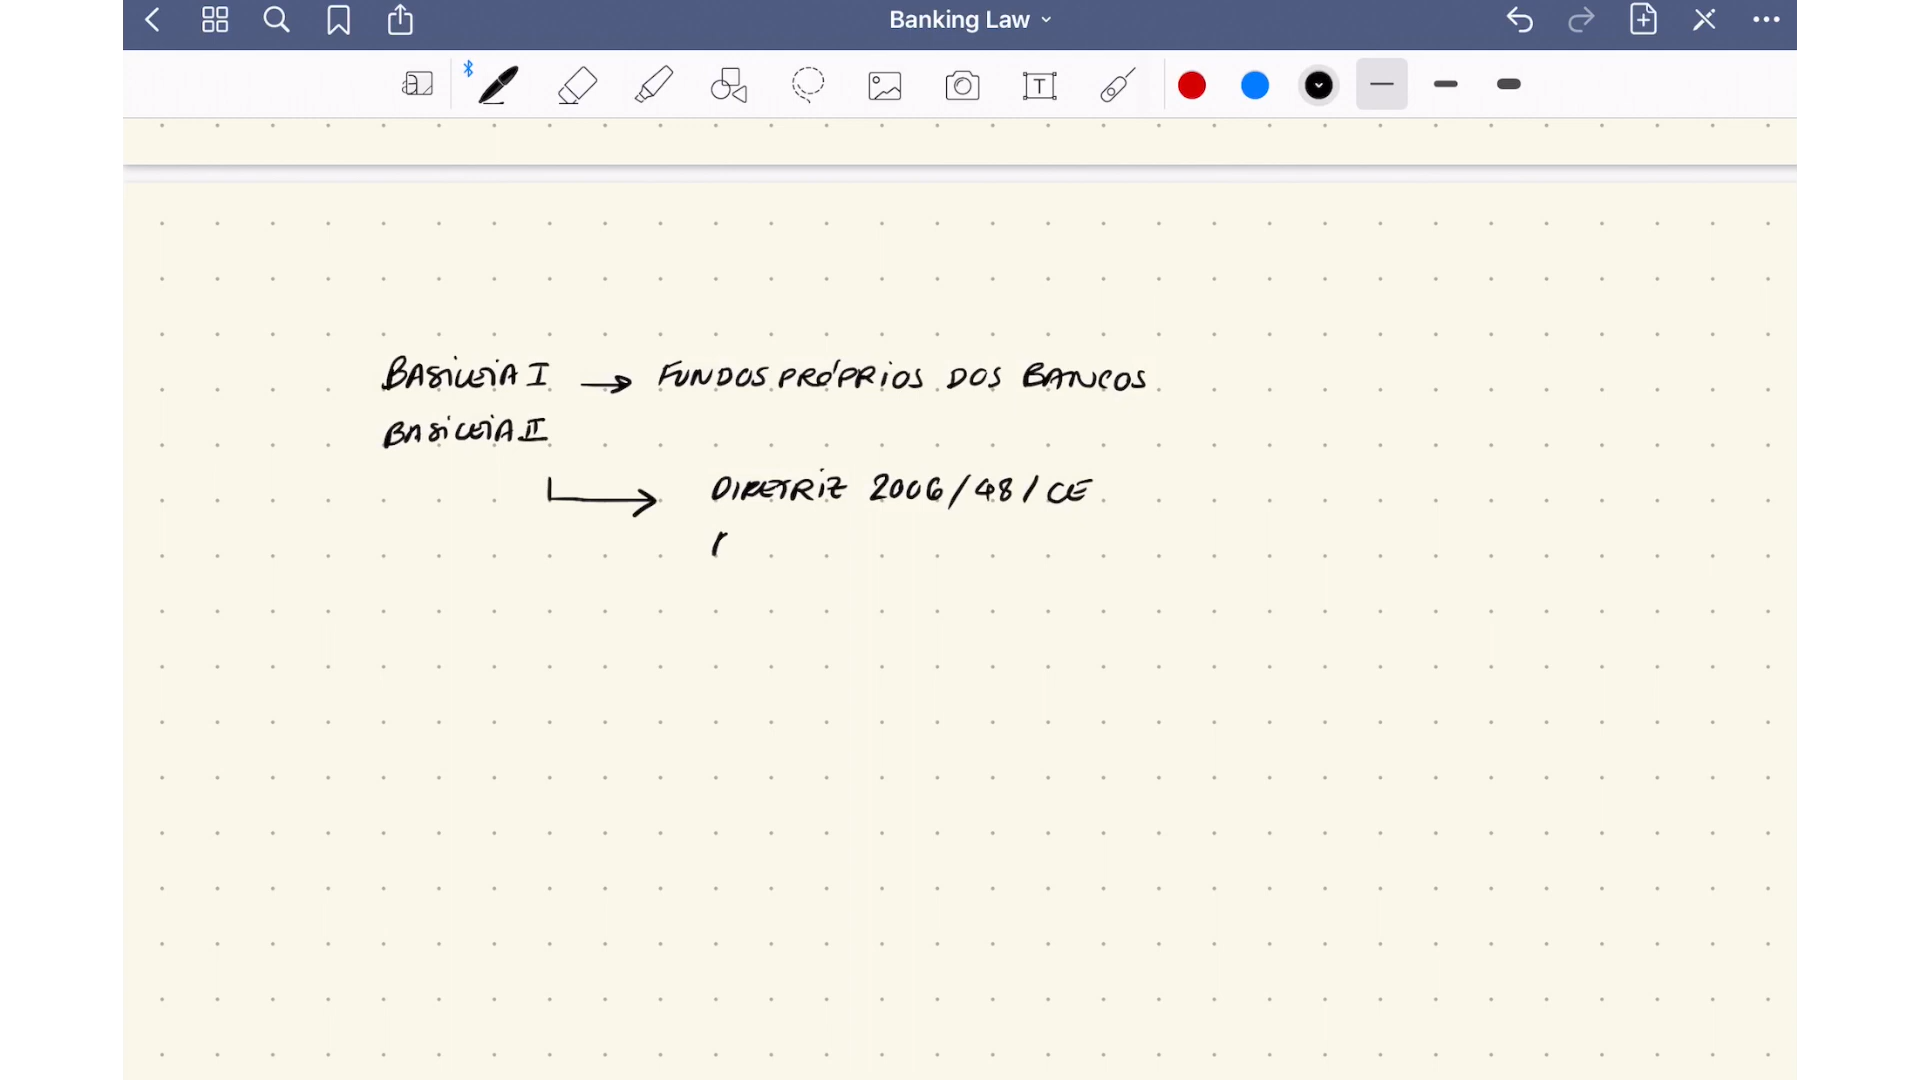 Banking Law
BASILEIA I → FUNDOS PRÓPRIOS DOS BANCOS
BASILEIA II
→ DIRETRIZ 2006/48/CE